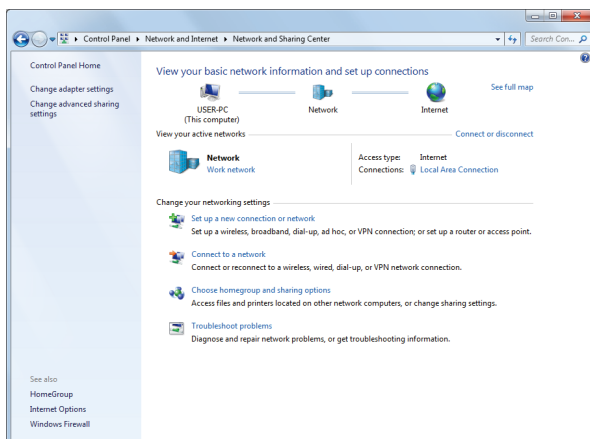 Control Panel Network and Internet Network and Sharing Center
Search Con...
Control Panel Home
Change adapter settings
Change advanced sharing
settings
View your basic network information and set up connections
See full map
USER-PC
(This computer)
Network
Internet
View your active networks
Connect or disconnect
Network
Work network
Access type: Internet
Connections: Local Area Connection
Change your networking settings
Set up a new connection or network
Set up a wireless, broadband, dial-up, ad hoc, or VPN connection; or set up a router or access point.
Connect to a network
Connect or reconnect to a wireless, wired, dial-up, or VPN network connection.
Choose homegroup and sharing options
Access files and printers located on other network computers, or change sharing settings.
Troubleshoot problems
Diagnose and repair network problems, or get troubleshooting information.
See also
HomeGroup
Internet Options
Windows Firewall